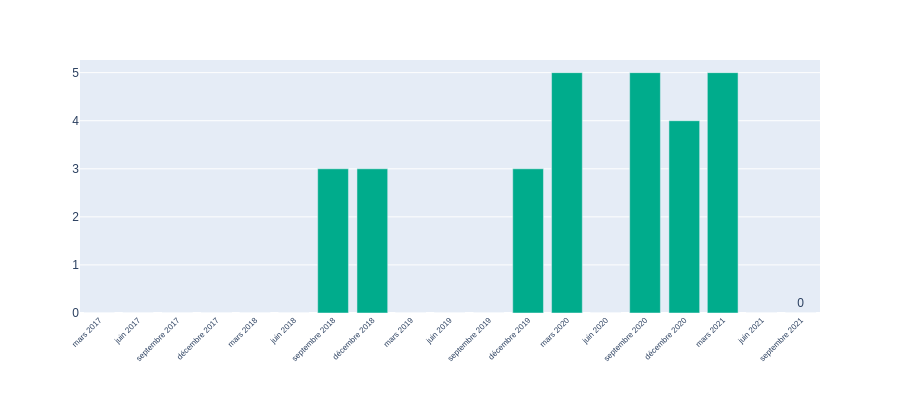 5
4
3
2
1
0
0
mars 2017
juin 2017
septembre 2017
décembre 2017
mars 2018
juin 2018
septembre 2018
décembre 2018
mars 2019
juin 2019
septembre 2019
décembre 2019
mars 2020
juin 2020
septembre 2020
décembre 2020
mars 2021
juin 2021
septembre 2021